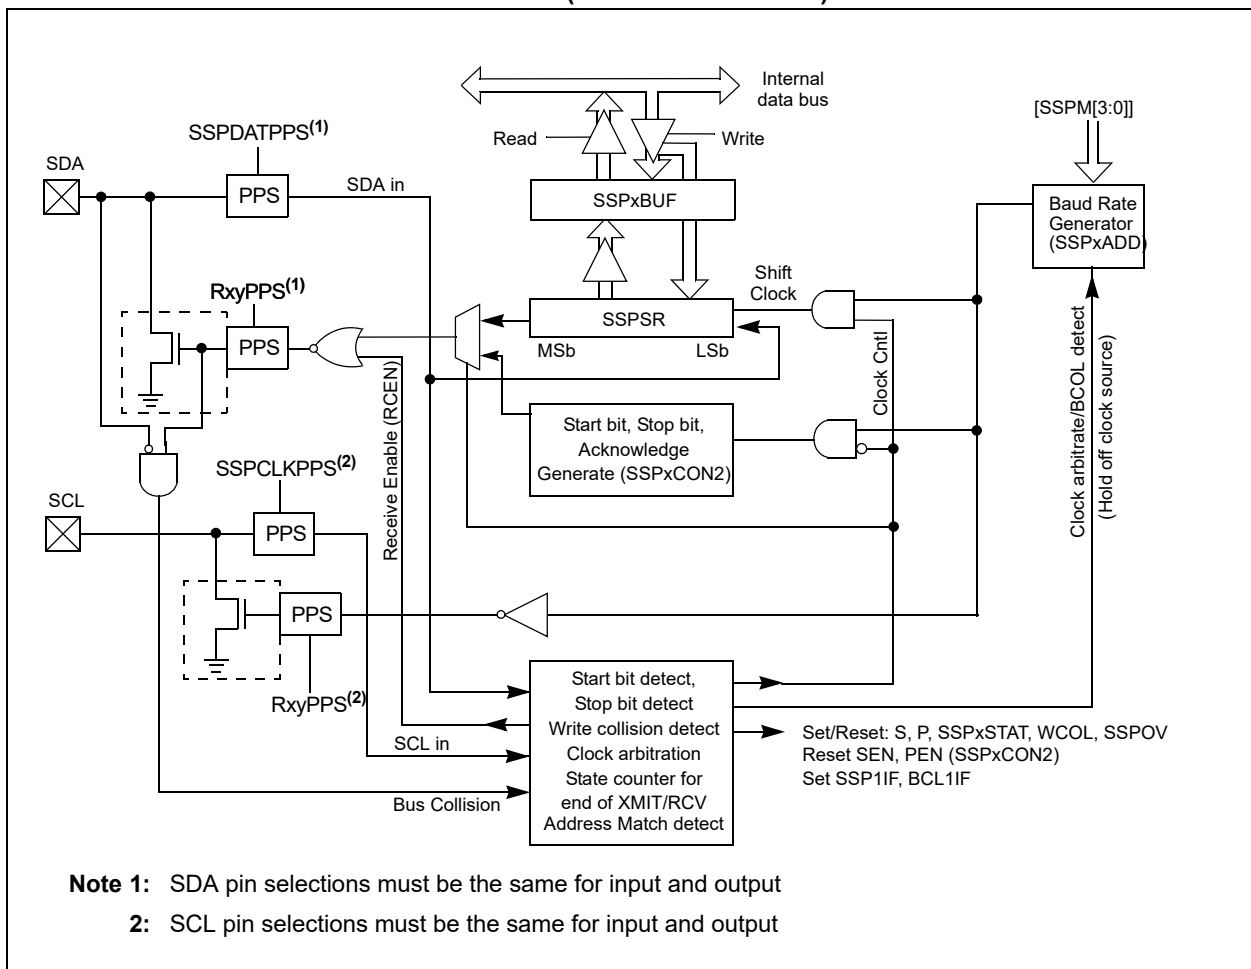 Internal
data bus
[SSPM[3:0]]
SSPDATPPS(1)
Read
Write
SDA
PPS
SDA in
SSPxBUF
Baud Rate
Generator
(SSPxADD)
Shift
Clock
RxyPPS(1)
SSPSR
MSb
LSb
PPS
Receive Enable (RCEN)
Clock Cntl
Clock arbitrate/BCOL detect
(Hold off clock source)
Start bit, Stop bit,
Acknowledge
Generate (SSPxCON2)
SSPCLKPPS(2)
SCL
PPS
PPS
RxyPPS(2)
Start bit detect,
Stop bit detect
Write collision detect
Clock arbitration
State counter for
end of XMIT/RCV
Address Match detect
SCL in
Bus Collision
Set/Reset: S, P, SSPxSTAT, WCOL, SSPOV
Reset SEN, PEN (SSPxCON2)
Set SSP1IF, BCL1IF
Note 1: SDA pin selections must be the same for input and output
2: SCL pin selections must be the same for input and output